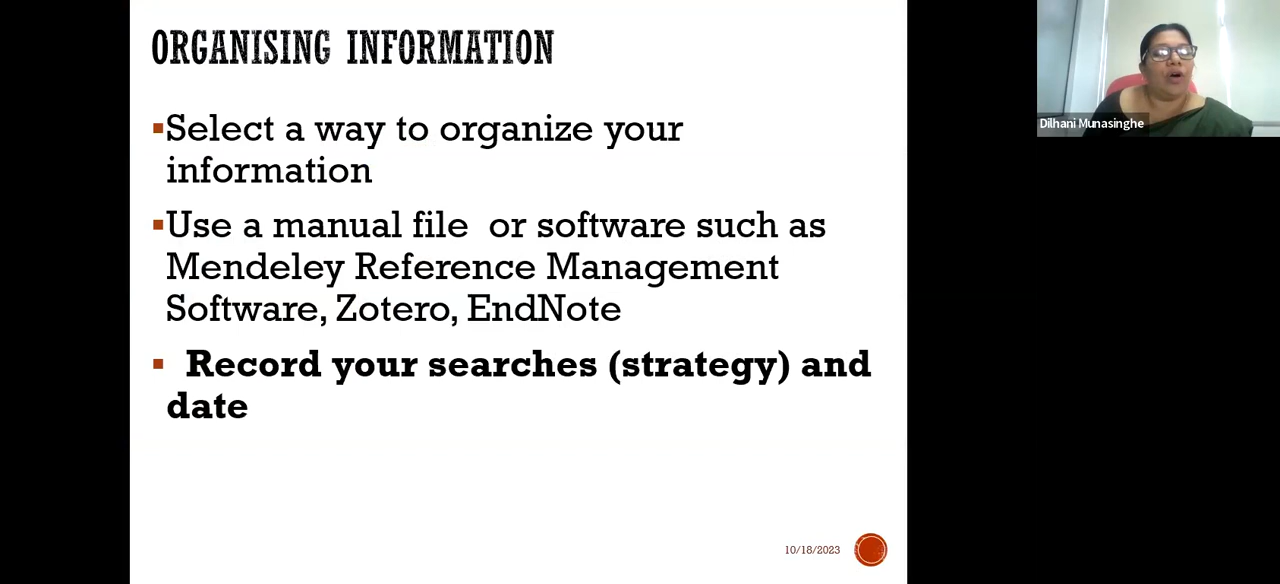 ORGANISING INFORMATION
▪Select a way to organize your
information
▪Use a manual file or software such as
Mendeley Reference Management
Software, Zotero, EndNote
▪ Record your searches (strategy) and
date
10/18/2023
Dilhani Munasinghe